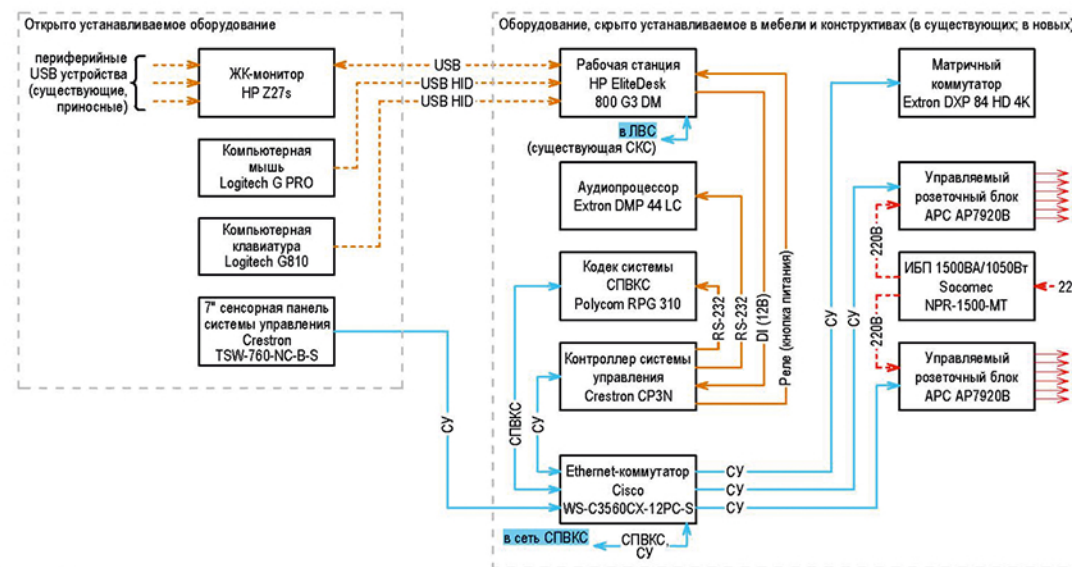 Открыто устанавливаемое оборудование
периферийные
USB устройства
(существующие,
приносные)
ЖК-монитор
HP Z27s
Компьютерная
мышь
Logitech G PRO
Компьютерная
клавиатура
Logitech G810
7" сенсорная панель
системы управления
Crestron
TSW-760-NC-B-S
USB
USB HID
USB HID
СУ
Оборудование, скрыто устанавливаемое в мебели и конструктивах (в существующих; в новых)
Рабочая станция
HP EliteDesk
800 G3 DM
в ЛВС
(существующая СКС)
Аудиопроцессор
Extron DMP 44 LC
Кодек системы
СПВКС
Polycom RPG 310
Контроллер системы
управления
Crestron CP3N
Ethernet-коммутатор
Cisco
WS-C3560CX-12PC-S
в сеть СПВКС
СПВКС,
СУ
СПВКС
СУ
RS-232
RS-232
DI (12В)
Реле (кнопка питания)
СУ
СУ
СУ
СУ
СУ
Матричный
коммутатор
Extron DXP 84 HD 4K
Управляемый
розеточный блок
APC AP7920B
220В
ИБП 1500ВА/1050Вт
Socomec
NPR-1500-MT
22
220В
Управляемый
розеточный блок
APC AP7920B